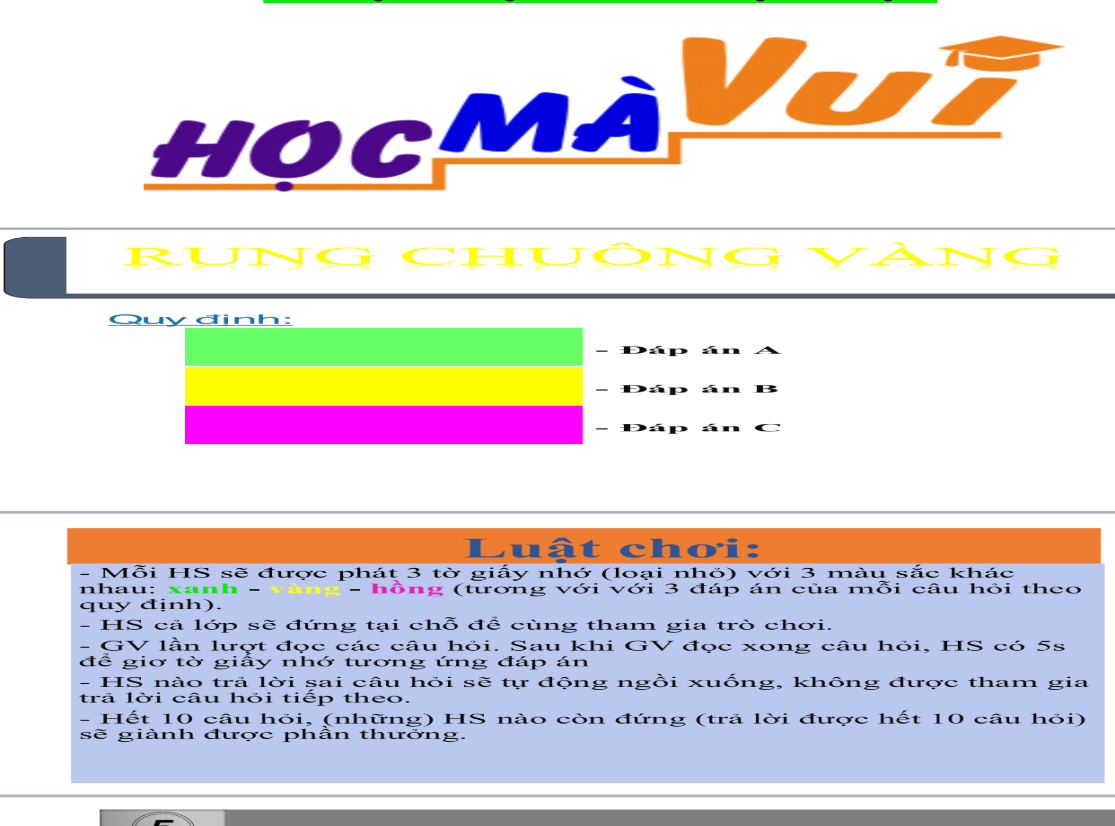 HỌC MÀ VUI
RUNG CHUÔNG VÀNG
Quy định:
- Đáp án A
- Đáp án B
- Đáp án C
Luật chơi:
- Mỗi HS sẽ được phát 3 tờ giấy nhớ (loại nhỏ) với 3 màu sắc khác
nhau: xanh - vàng - hồng (tương với với 3 đáp án của mỗi câu hỏi theo
quy định).
- HS cả lớp sẽ đứng tại chỗ để cùng tham gia trò chơi.
- GV lần lượt đọc các câu hỏi. Sau khi GV đọc xong câu hỏi, HS có 5s
để giơ tờ giấy nhớ tương ứng đáp án
- HS nào trả lời sai câu hỏi sẽ tự động ngồi xuống, không được tham gia
trả lời câu hỏi tiếp theo.
- Hết 10 câu hỏi, (những) HS nào còn đứng (trả lời được hết 10 câu hỏi)
sẽ giành được phần thưởng.